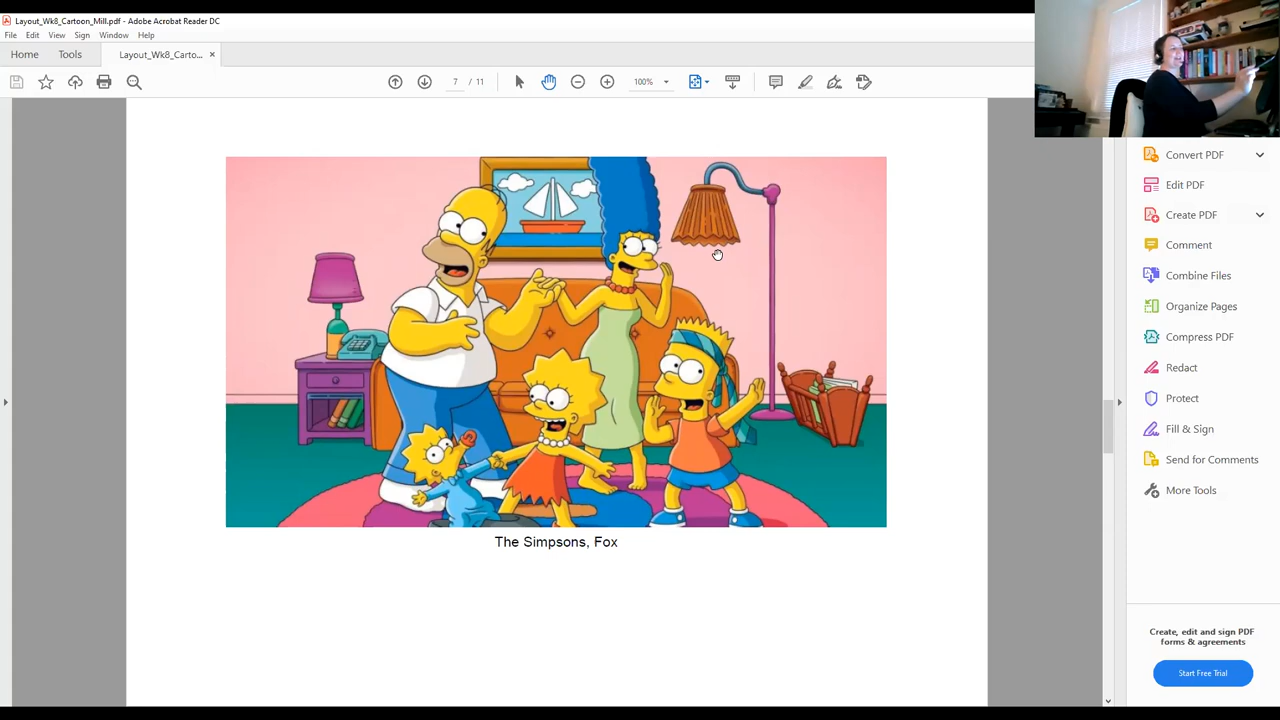 Layout_Wk8_Cartoon_Mill.pdf - Adobe Acrobat Reader DC
File Edit View Sign Window Help
Home Tools Layout_Wk8_Carto... ×
7 / 11 100%
Convert PDF
Edit PDF
Create PDF
Comment
Combine Files
Organize Pages
Compress PDF
Redact
Protect
Fill & Sign
Send for Comments
More Tools
The Simpsons, Fox
Create, edit and sign PDF
forms & agreements
Start Free Trial